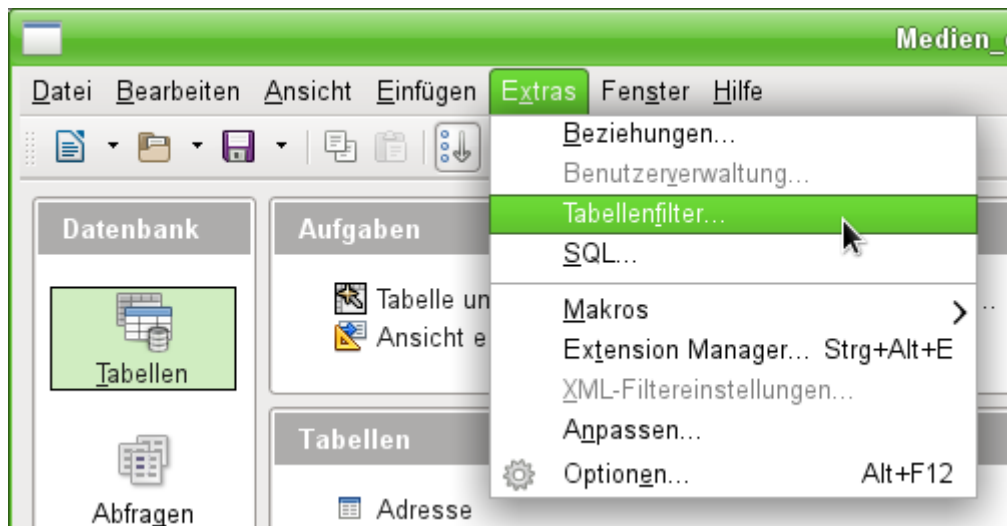 Medien_
Datei Bearbeiten Ansicht Einfügen Extras Fenster Hilfe
Beziehungen...
Benutzerverwaltung...
Tabellenfilter...
SQL...
Makros
Extension Manager... Strg+Alt+E
XML-Filtereinstellungen...
Anpassen...
Optionen... Alt+F12
Datenbank
Tabellen
Abfragen
Aufgaben
Tabelle un
Ansicht e
...
Tabellen
Adresse